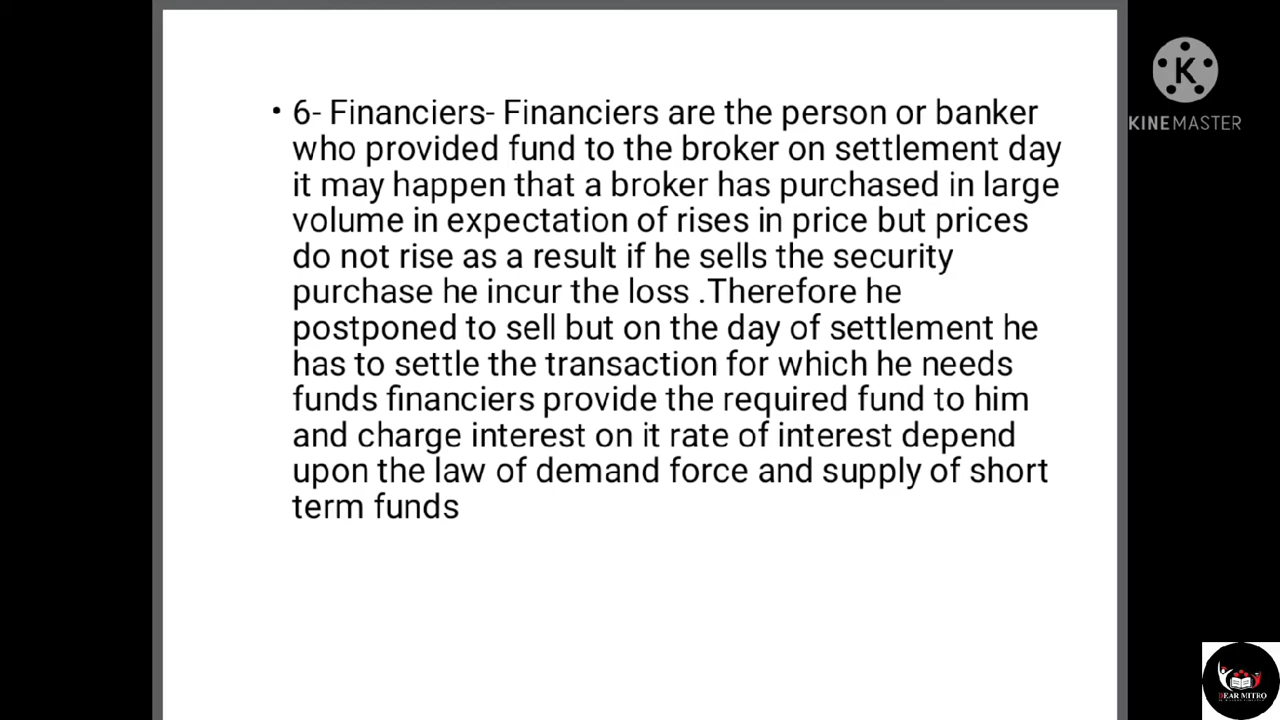 • 6- Financiers- Financiers are the person or banker
who provided fund to the broker on settlement day
it may happen that a broker has purchased in large
volume in expectation of rises in price but prices
do not rise as a result if he sells the security
purchase he incur the loss .Therefore he
postponed to sell but on the day of settlement he
has to settle the transaction for which he needs
funds financiers provide the required fund to him
and charge interest on it rate of interest depend
upon the law of demand force and supply of short
term funds
K
KINEMASTER
DEAR MITRO